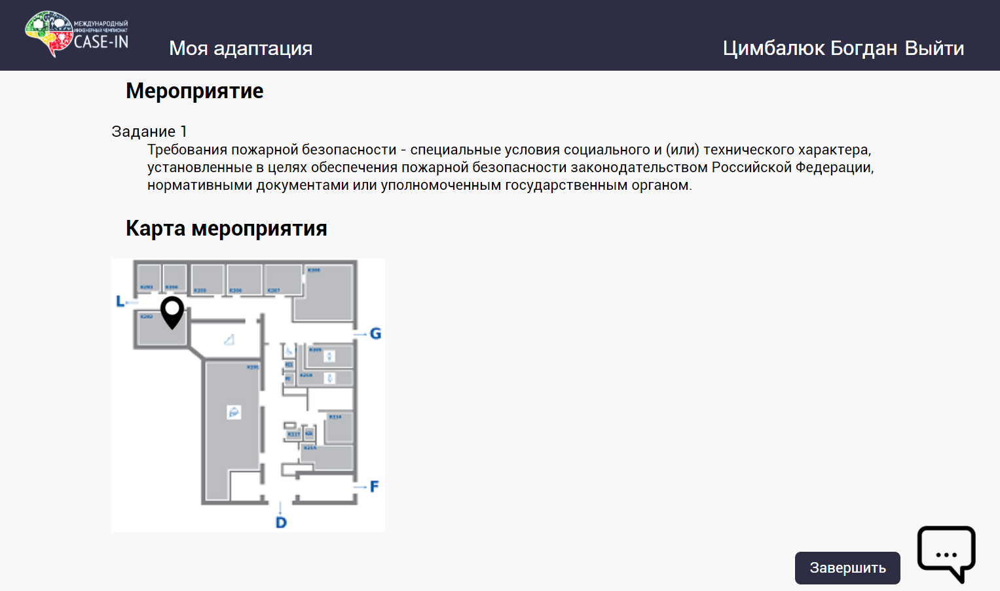 МЕЖДУНАРОДНЫЙ
ИНЖЕНЕРНЫЙ ЧЕМПИОНАТ
CASE-IN
Моя адаптация
Цимбалюк Богдан Выйти
Мероприятие
Задание 1
Требования пожарной безопасности - специальные условия социального и (или) технического характера,
установленные в целях обеспечения пожарной безопасности законодательством Российской Федерации,
нормативными документами или уполномоченным государственным органом.
Карта мероприятия
L
K202
K207
G
F
D
...
Завершить